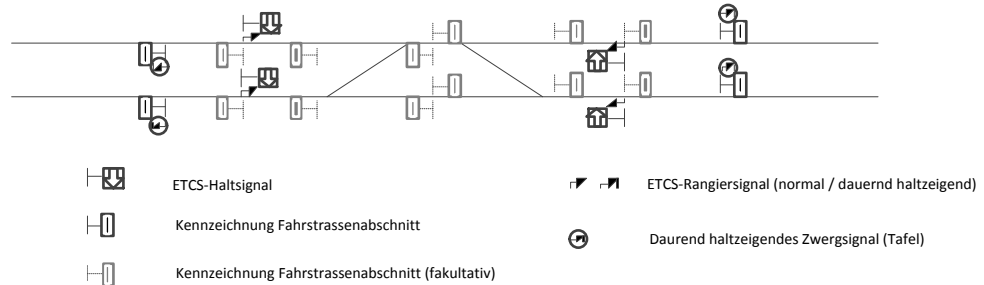 ETCS-Haltsignal
ETCS-Rangiersignal (normal / dauernd haltzeigend)
Kennzeichnung Fahrstrassenabschnitt
Daurend haltzeigendes Zwergsignal (Tafel)
Kennzeichnung Fahrstrassenabschnitt (fakultativ)